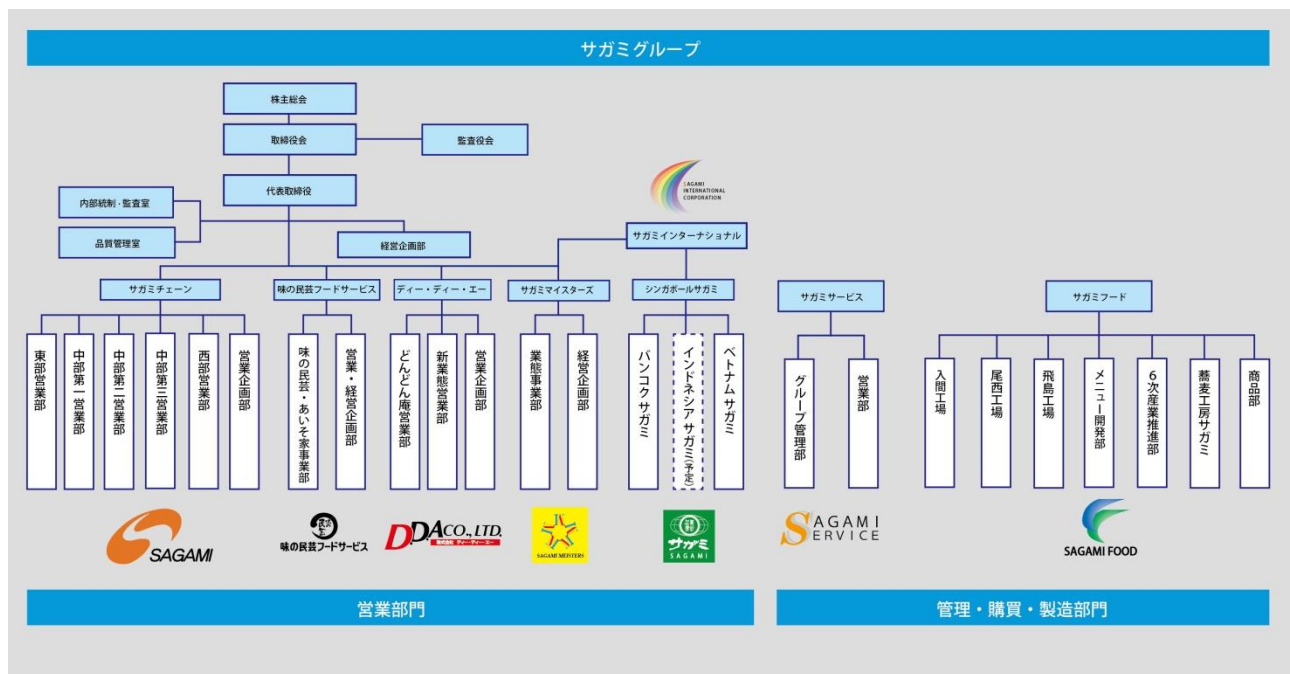 サガミグループ
株主総会
取締役会
監査役会
代表取締役
SAGAMI
INTERNATIONAL
CORPORATION
内部統制・監査室
品質管理室
経営企画部
サガミインターナショナル
サガミチェーン
味の民芸フードサービス
ディー・ディー・エー
サガミマイスターズ
シンガポールサガミ
サガミサービス
サガミフード
東部営業部
中部第一営業部
中部第二営業部
中部第三営業部
西部営業部
営業企画部
味の民芸・あいそ家事業部
営業・経営企画部
どんどん庵営業部
新業態営業部
営業企画部
業態事業部
経営企画部
バンコクサガミ
インドネシアサガミ(予定)
ベトナムサガミ
グループ管理部
営業部
入間工場
尾西工場
飛島工場
メニュー開発部
6次産業推進部
蕎麦工房サガミ
商品部
SAGAMI
味の民芸フードサービス
D.DA CO., LTD.
株式会社 ディー・ディー・エー
SAGAMI MEISTERS
サガミ
SAGAMI
SAGAMI
SERVICE
SAGAMI FOOD
営業部門
管理・購買・製造部門